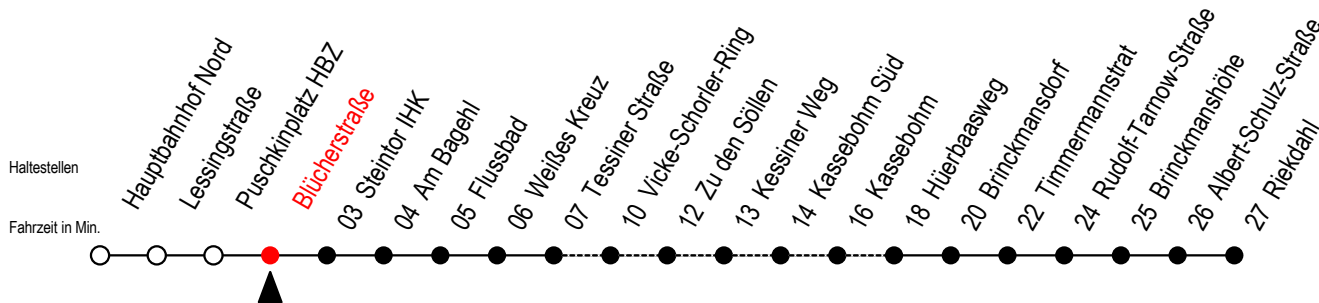 Haltestellen
Fahrzeit in Min.
Hauptbahnhof Nord
Lessingstraße
Puschkinplatz HBZ
Blücherstraße
03 Steintor IHK
04 Am Bagehl
05 Flussbad
06 Weißes Kreuz
07 Tessiner Straße
10 Vicke-Schorler-Ring
12 Zu den Söllen
13 Kessiner Weg
14 Kassebohm Süd
16 Kassebohm
18 Hüerbaasweg
20 Brinckmansdorf
22 Timmermannstrat
24 Rudolf-Tarnow-Straße
25 Brinckmanshöhe
26 Albert-Schulz-Straße
27 Riekdahl